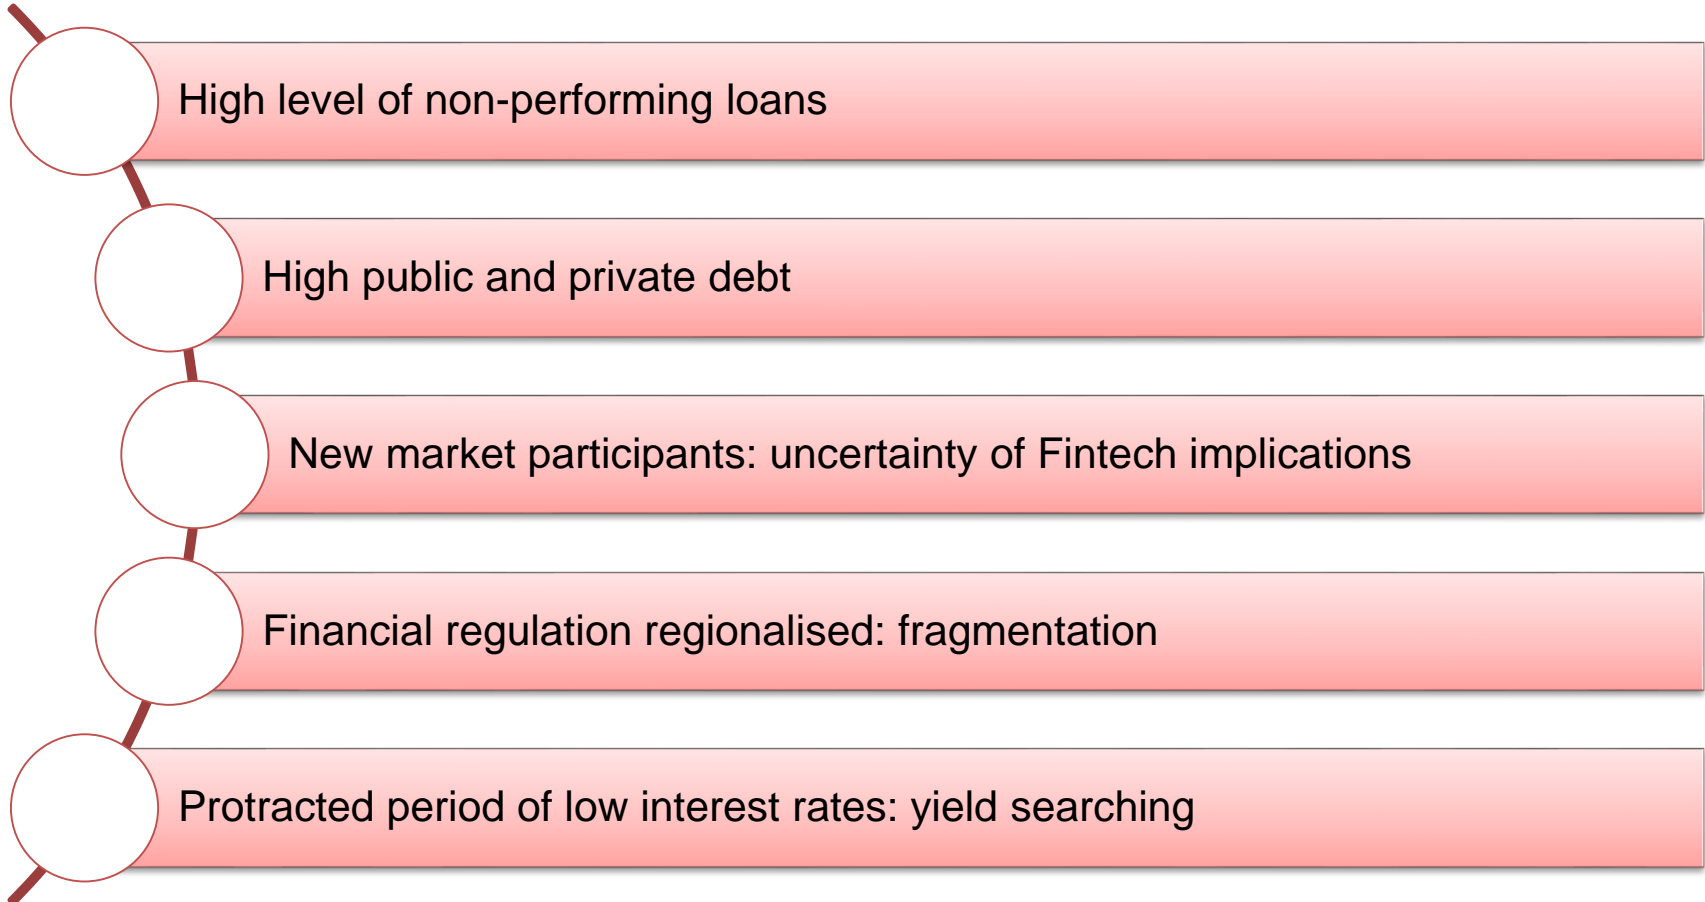 High level of non-performing loans
High public and private debt
New market participants: uncertainty of Fintech implications
Financial regulation regionalised: fragmentation
Protracted period of low interest rates: yield searching